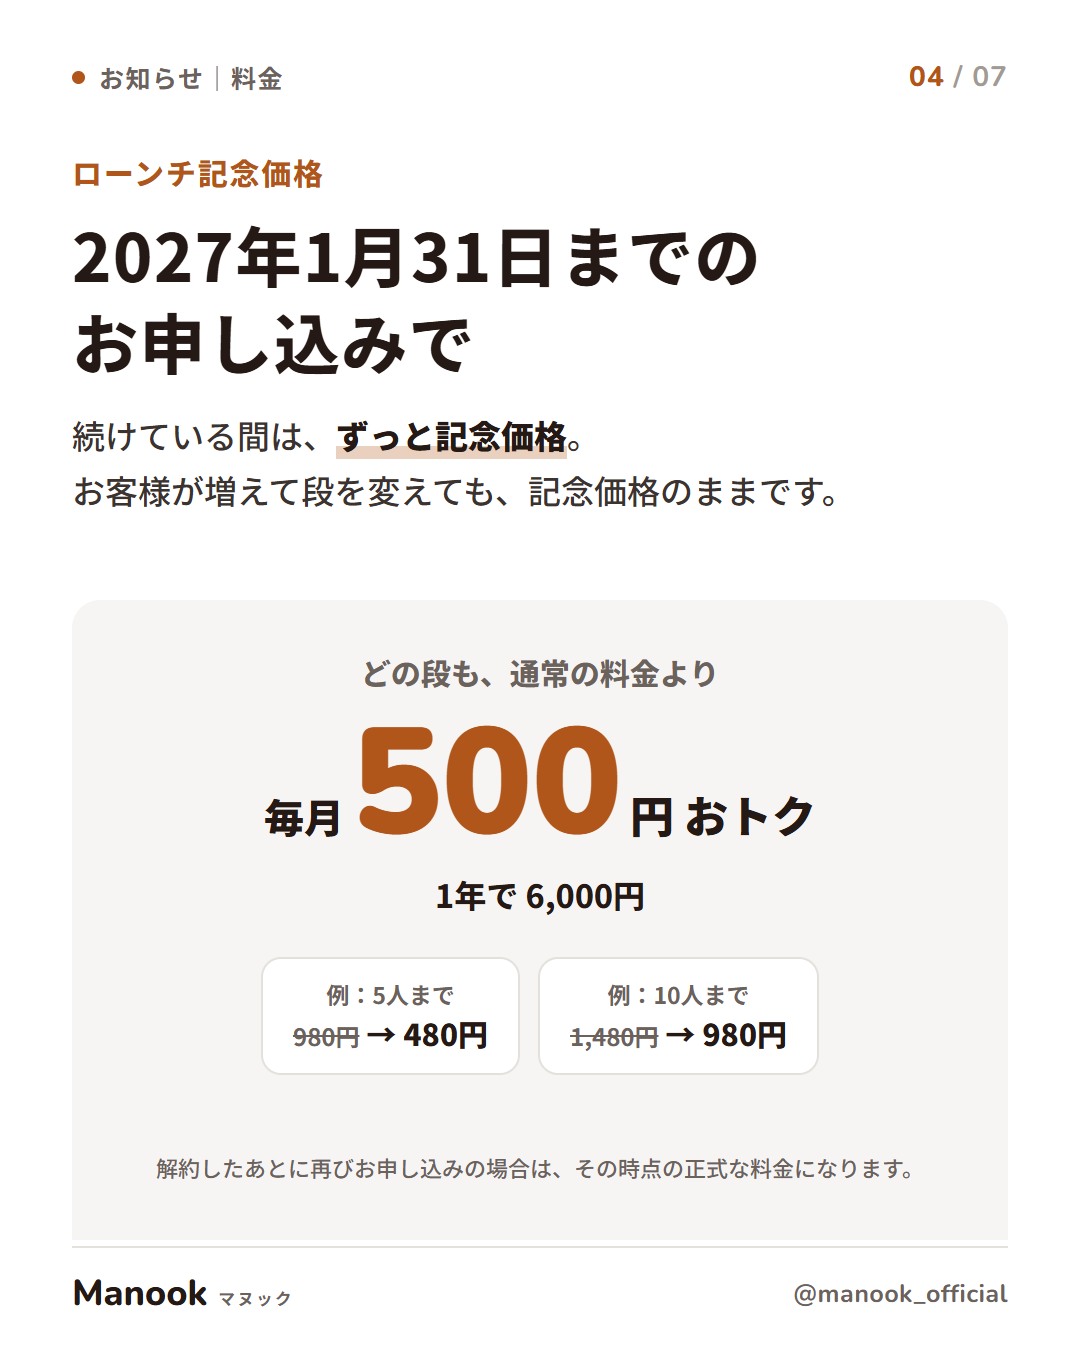 お知らせ｜料金
04 / 07
ローンチ記念価格
2027年1月31日までの
お申し込みで
続けている間は、ずっと記念価格。
お客様が増えて段を変えても、記念価格のままです。
どの段も、通常の料金より
毎月 500 円 おトク
1年で 6,000円
例：5人まで
980円 → 480円
例：10人まで
1,480円 → 980円
解約したあとに再びお申し込みの場合は、その時点の正式な料金になります。
Manook マヌック
@manook_official